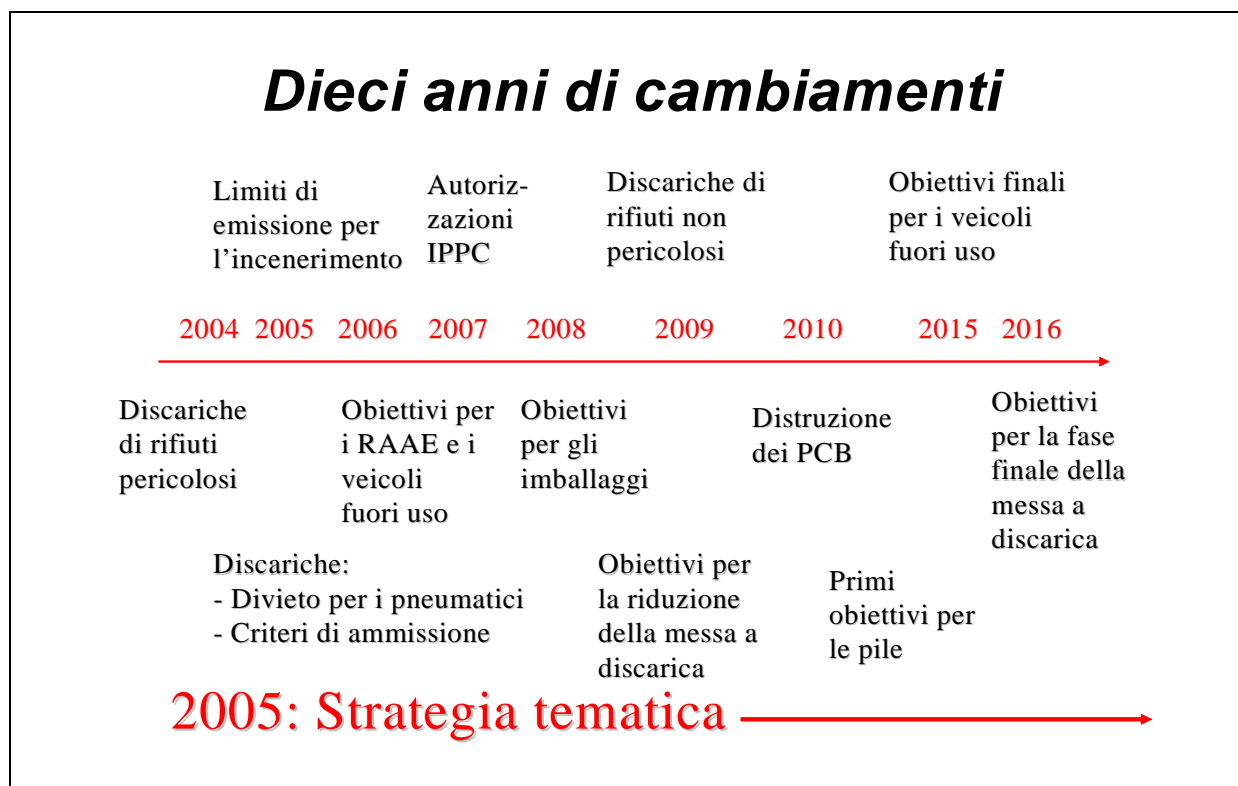 Dieci anni di cambiamenti
Limiti di
emissione per
l’incenerimento
Autoriz-
zazioni
IPPC
Discariche di
rifiuti non
pericolosi
Obiettivi finali
per i veicoli
fuori uso
2004 2005 2006 2007 2008 2009 2010 2015 2016
Discariche
di rifiuti
pericolosi
Obiettivi per
i RAAE e i
veicoli
fuori uso
Obiettivi
per gli
imballaggi
Distruzione
dei PCB
Obiettivi
per la fase
finale della
messa a
discarica
Discariche:
- Divieto per i pneumatici
- Criteri di ammissione
Obiettivi per
la riduzione
della messa a
discarica
Primi
obiettivi per
le pile
2005: Strategia tematica